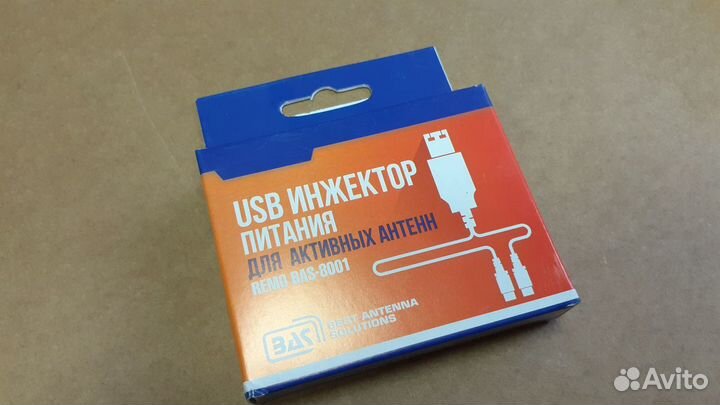 USB ИНЖЕКТОР
ПИТАНИЯ
ДЛЯ АКТИВНЫХ АНТЕНН
REMO BAS-8001
BAS
BEST ANTENNA
SOLUTIONS
Avito